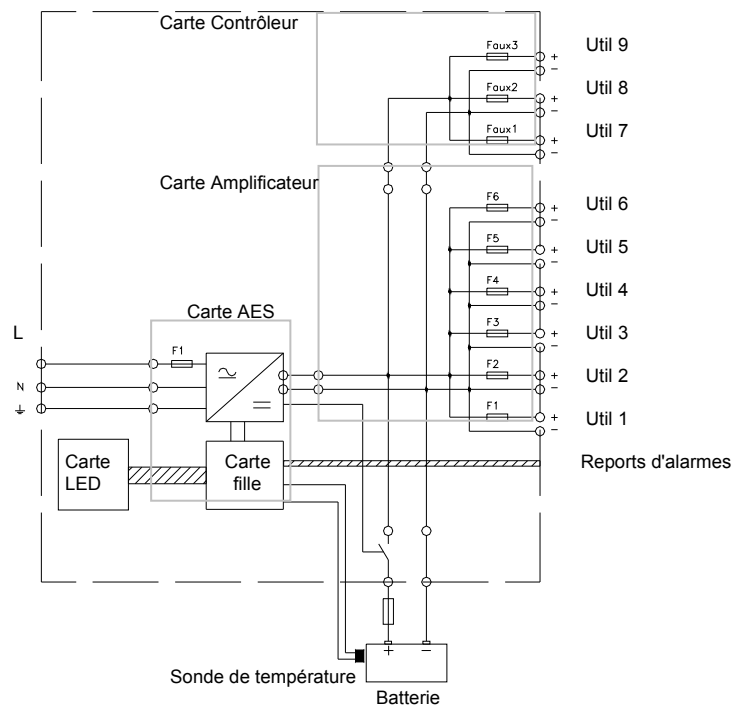 Carte Contrôleur
Faux3 + Util 9
−
Faux2 + Util 8
−
Faux1 + Util 7
−
Carte Amplificateur
F6 + Util 6
−
F5 + Util 5
−
F4 + Util 4
−
Carte AES
F3 + Util 3
−
L
F1
F2 + Util 2
−
N
F1 + Util 1
−
Carte LED
Carte fille
Reports d'alarmes
+ −
Sonde de température
Batterie